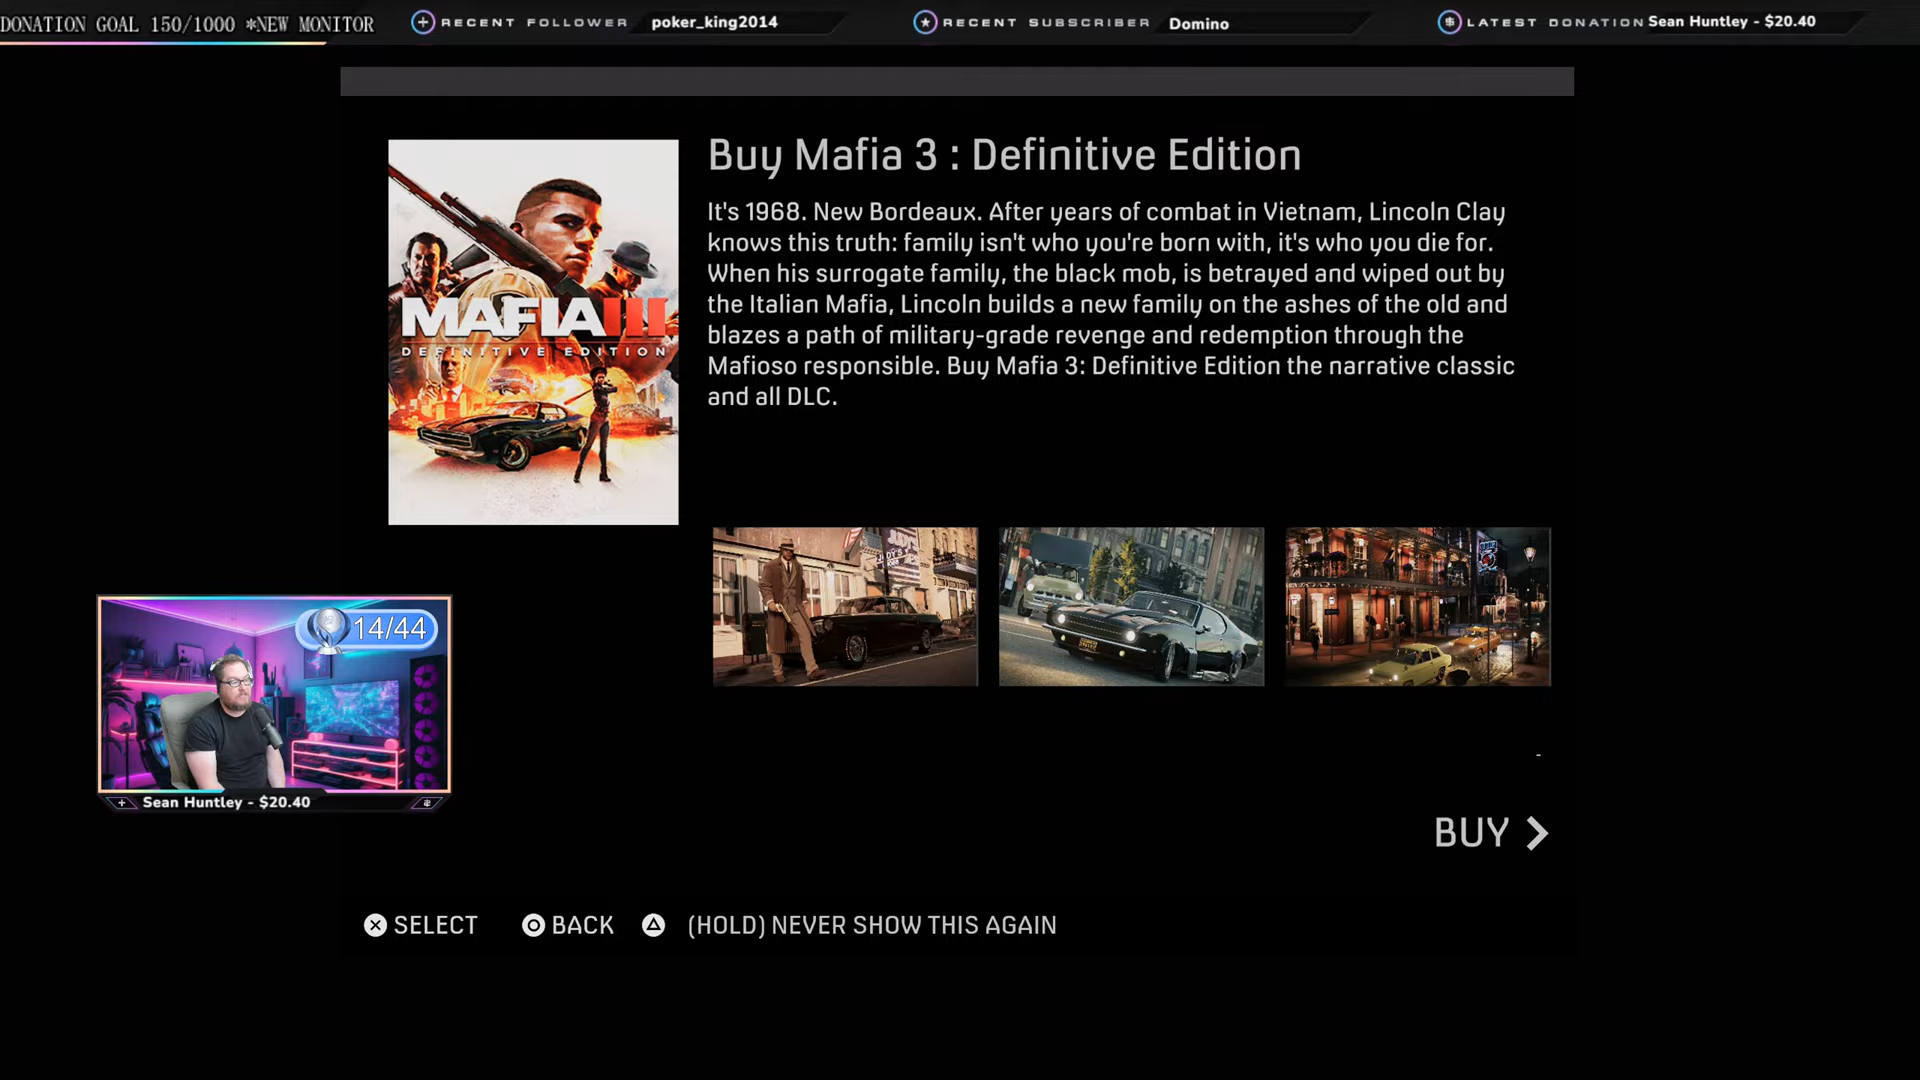 DONATION GOAL 150/1000 *NEW MONITOR
RECENT FOLLOWER poker_king2014
RECENT SUBSCRIBER Domino
LATEST DONATION Sean Huntley - $20.40
Buy Mafia 3 : Definitive Edition
It's 1968. New Bordeaux. After years of combat in Vietnam, Lincoln Clay
knows this truth: family isn't who you're born with, it's who you die for.
When his surrogate family, the black mob, is betrayed and wiped out by
the Italian Mafia, Lincoln builds a new family on the ashes of the old and
blazes a path of military-grade revenge and redemption through the
Mafioso responsible. Buy Mafia 3: Definitive Edition the narrative classic
and all DLC.
MAFIA III
DEFINITIVE EDITION
14/44
Sean Huntley - $20.40
-
BUY
SELECT
BACK
(HOLD) NEVER SHOW THIS AGAIN